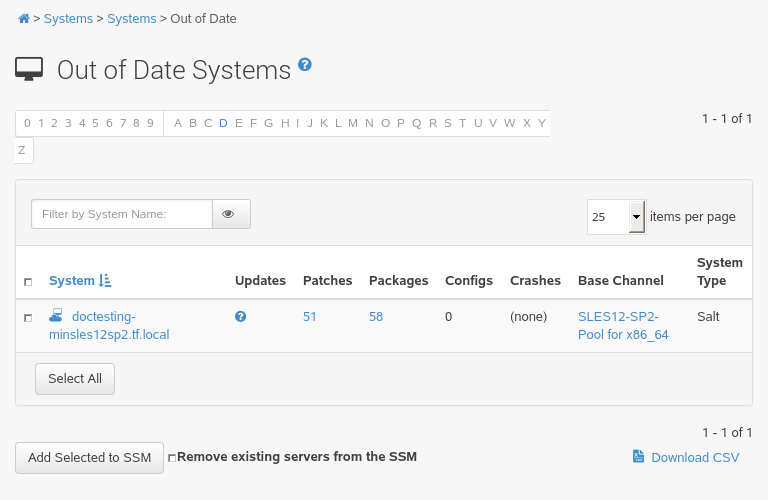 > Systems > Systems > Out of Date
Out of Date Systems ?
0 1 2 3 4 5 6 7 8 9 A B C D E F G H I J K L M N O P Q R S T U V W X Y
Z
1 - 1 of 1
Filter by System Name:
25 items per page
System Updates Patches Packages Configs Crashes Base Channel System Type
doctesting-minsles12sp2.tf.local ? 51 58 0 (none) SLES12-SP2-Pool for x86_64 Salt
Select All
1 - 1 of 1
Add Selected to SSM Remove existing servers from the SSM Download CSV